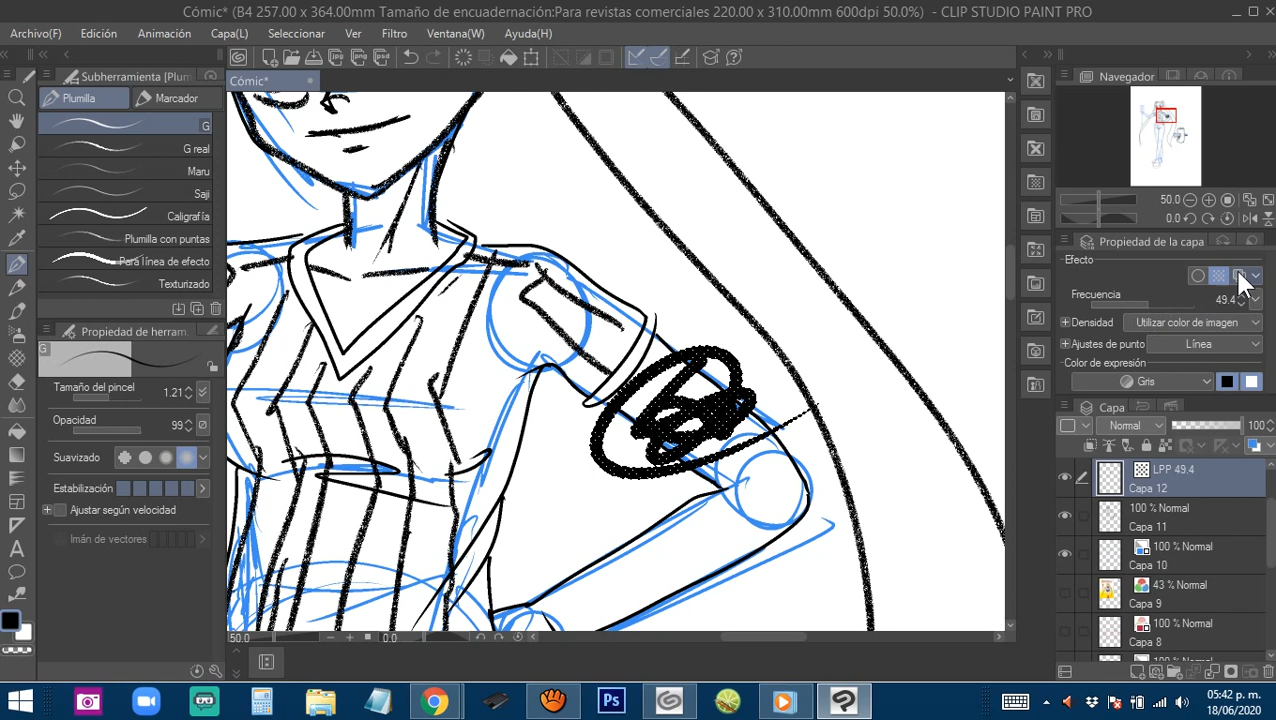 Cómic* (B4 257.00 x 364.00mm Tamaño de encuadernación:Para revistas comerciales 220.00 x 310.00mm 600dpi 50.0%) - CLIP STUDIO PAINT PRO
Archivo(F) Edición Animación Capa(L) Seleccionar Ver Filtro Ventana(W) Ayuda(H)
Subherramienta [Plum
Cómic*
Navegador
Plumilla Marcador
G
G real
Maru
Saji
Caligrafía
Plumilla con puntas
Para línea de efecto
Texturizado
50.0
0.0
Propiedad de la capa
Efecto
Frecuencia 49.4
Densidad Utilizar color de imagen
Ajustes de punto Línea
Color de expresión
Gris
Propiedad de herram
G
Tamaño del pincel 1.21
Opacidad 99
Suavizado
Estabilización
Ajustar según velocidad
Imán de vectores
Capa
Normal 100
LPP 49.4
Capa 12
100 % Normal
Capa 11
100 % Normal
Capa 10
43 % Normal
Capa 9
100 % Normal
Capa 8
50.0 0.0
Ps
05:42 p. m.
18/06/2020